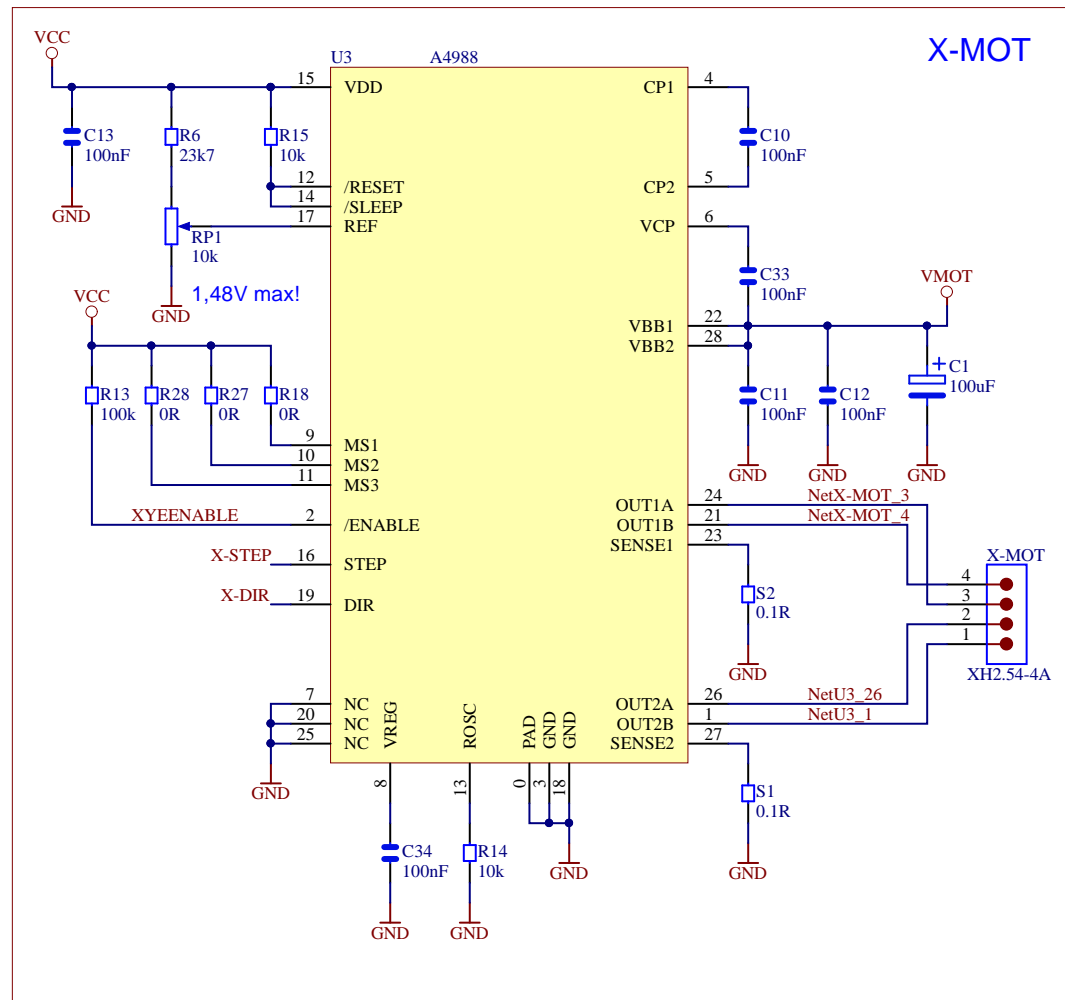 X-MOT
VCC
U3
A4988
15
VDD
CP1
4
C13
100nF
R6
23k7
R15
10k
C10
100nF
12
/RESET
14
/SLEEP
17
REF
CP2
5
VCP
6
GND
RP1
10k
1,48V max!
GND
C33
100nF
VMOT
VCC
VBB1
22
VBB2
28
R13
100k
R28
0R
R27
0R
R18
0R
C11
100nF
C12
100nF
C1
100uF
+
GND
GND
GND
9
MS1
10
MS2
11
MS3
XYEENABLE
2
/ENABLE
X-STEP
16
STEP
X-DIR
19
DIR
OUT1A
24
NetX-MOT_3
OUT1B
21
NetX-MOT_4
SENSE1
23
S2
0.1R
GND
X-MOT
4
3
2
1
XH2.54-4A
7
NC
20
NC
25
NC
GND
VREG
8
ROSC
13
PAD
0
GND
3
GND
18
OUT2A
26
NetU3_26
OUT2B
1
NetU3_1
SENSE2
27
S1
0.1R
GND
C34
100nF
R14
10k
GND
GND
GND